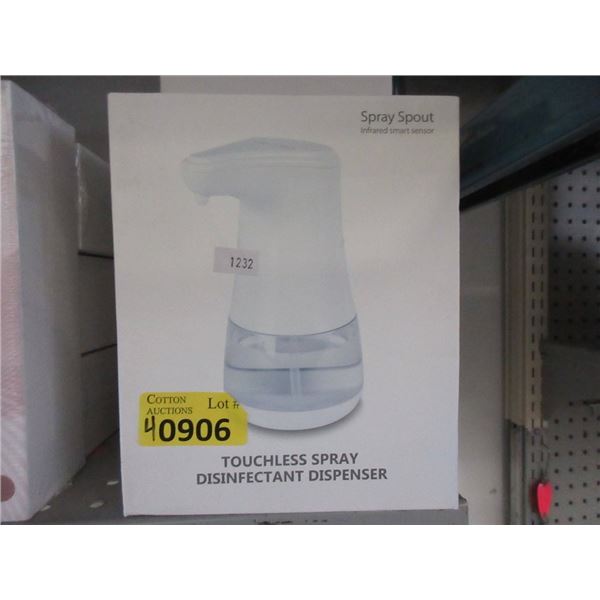 Spray Spout
Infrared smart sensor
1232
COTTON
AUCTIONS
Lot #
40906
TOUCHLESS SPRAY
DISINFECTANT DISPENSER